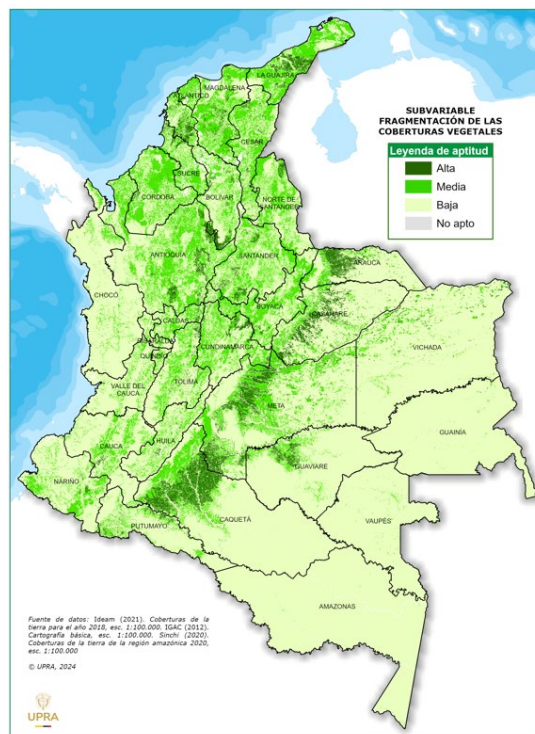 SUBVARIABLE
FRAGMENTACIÓN DE LAS
COBERTURAS VEGETALES
Leyenda de aptitud
Alta
Media
Baja
No apto
LA GUAJIRA
MAGDALENA
CESAR
SUCRE
NORTE DE
SANTANDER
CÓRDOBA
BOLÍVAR
ANTIOQUIA
SANTANDER
ARAUCA
CHOCÓ
BOYACÁ
CASANARE
CALDAS
VICHADA
CUNDINAMARCA
QUINDÍO
TOLIMA
VALLE DEL
CAUCA
META
GUAINÍA
CAUCA
HUILA
GUAVIARE
NARIÑO
CAQUETÁ
VAUPÉS
PUTUMAYO
AMAZONAS
Fuente de datos: Ideam (2021). Coberturas de la
tierra para el año 2018, esc. 1:100.000. IGAC (2012).
Cartografía básica, esc. 1:100.000. Sinchi (2020).
Coberturas de la tierra de la región amazónica 2020,
esc. 1:100.000
© UPRA, 2024
UPRA